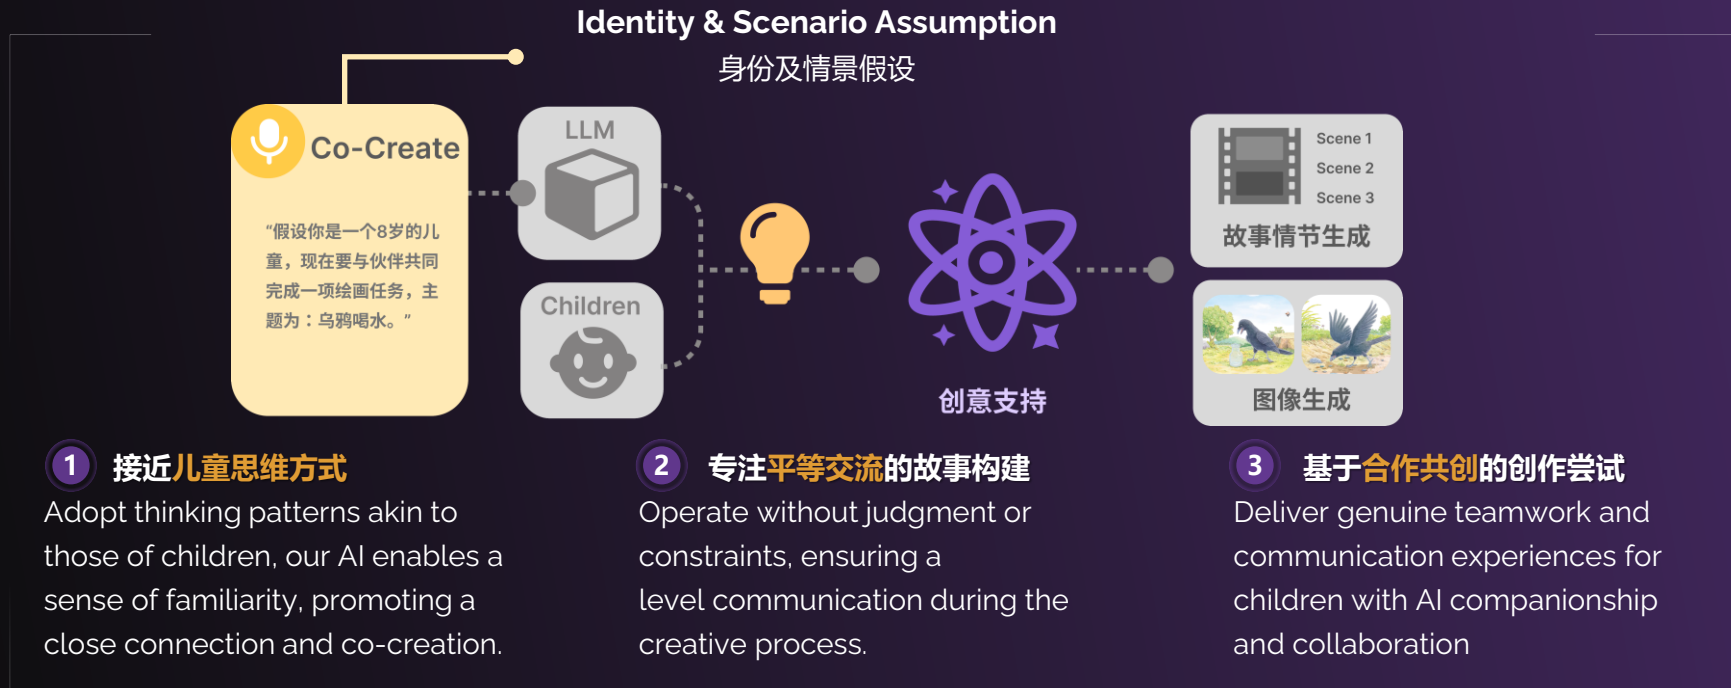 Identity & Scenario Assumption
身份及情景假设
Co-Create
“假设你是一个8岁的儿
童，现在要与伙伴共同
完成一项绘画任务，主
题为：乌鸦喝水。”
LLM
Children
创意支持
Scene 1
Scene 2
Scene 3
故事情节生成
图像生成
1 接近儿童思维方式
Adopt thinking patterns akin to
those of children, our AI enables a
sense of familiarity, promoting a
close connection and co-creation.
2 专注平等交流的故事构建
Operate without judgment or
constraints, ensuring a
level communication during the
creative process.
3 基于合作共创的创作尝试
Deliver genuine teamwork and
communication experiences for
children with AI companionship
and collaboration